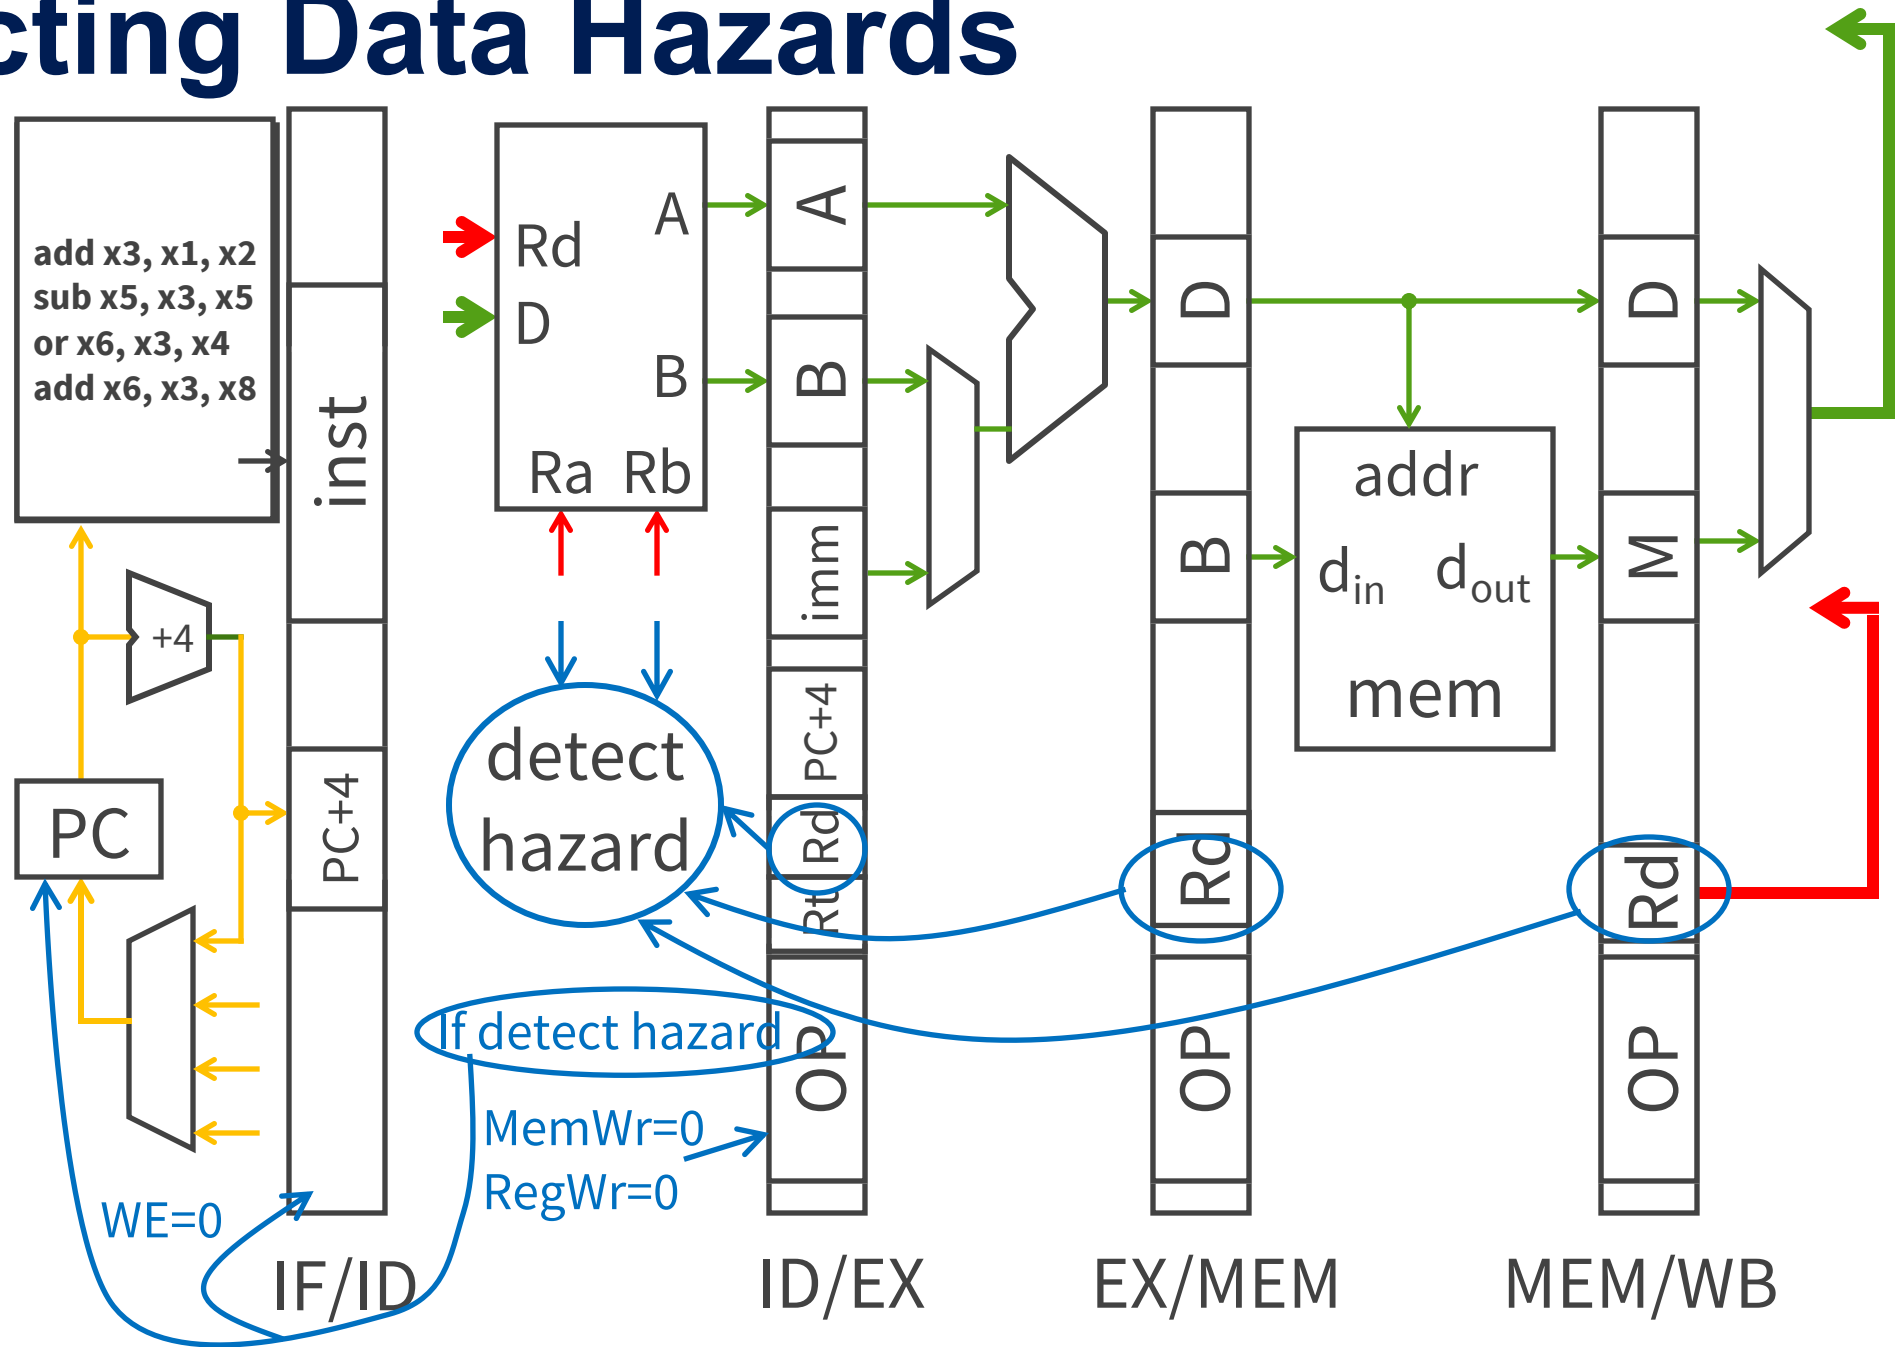 cting Data Hazards
add x3, x1, x2
sub x5, x3, x5
or x6, x3, x4
add x6, x3, x8
inst
+4
PC
PC+4
Rd
D
A
B
Ra Rb
detect
hazard
A
B
imm
PC+4
Rd
Rt
OP
If detect hazard
MemWr=0
RegWr=0
WE=0
D
B
Rd
OP
addr
din dout
mem
D
M
Rd
OP
IF/ID
ID/EX
EX/MEM
MEM/WB